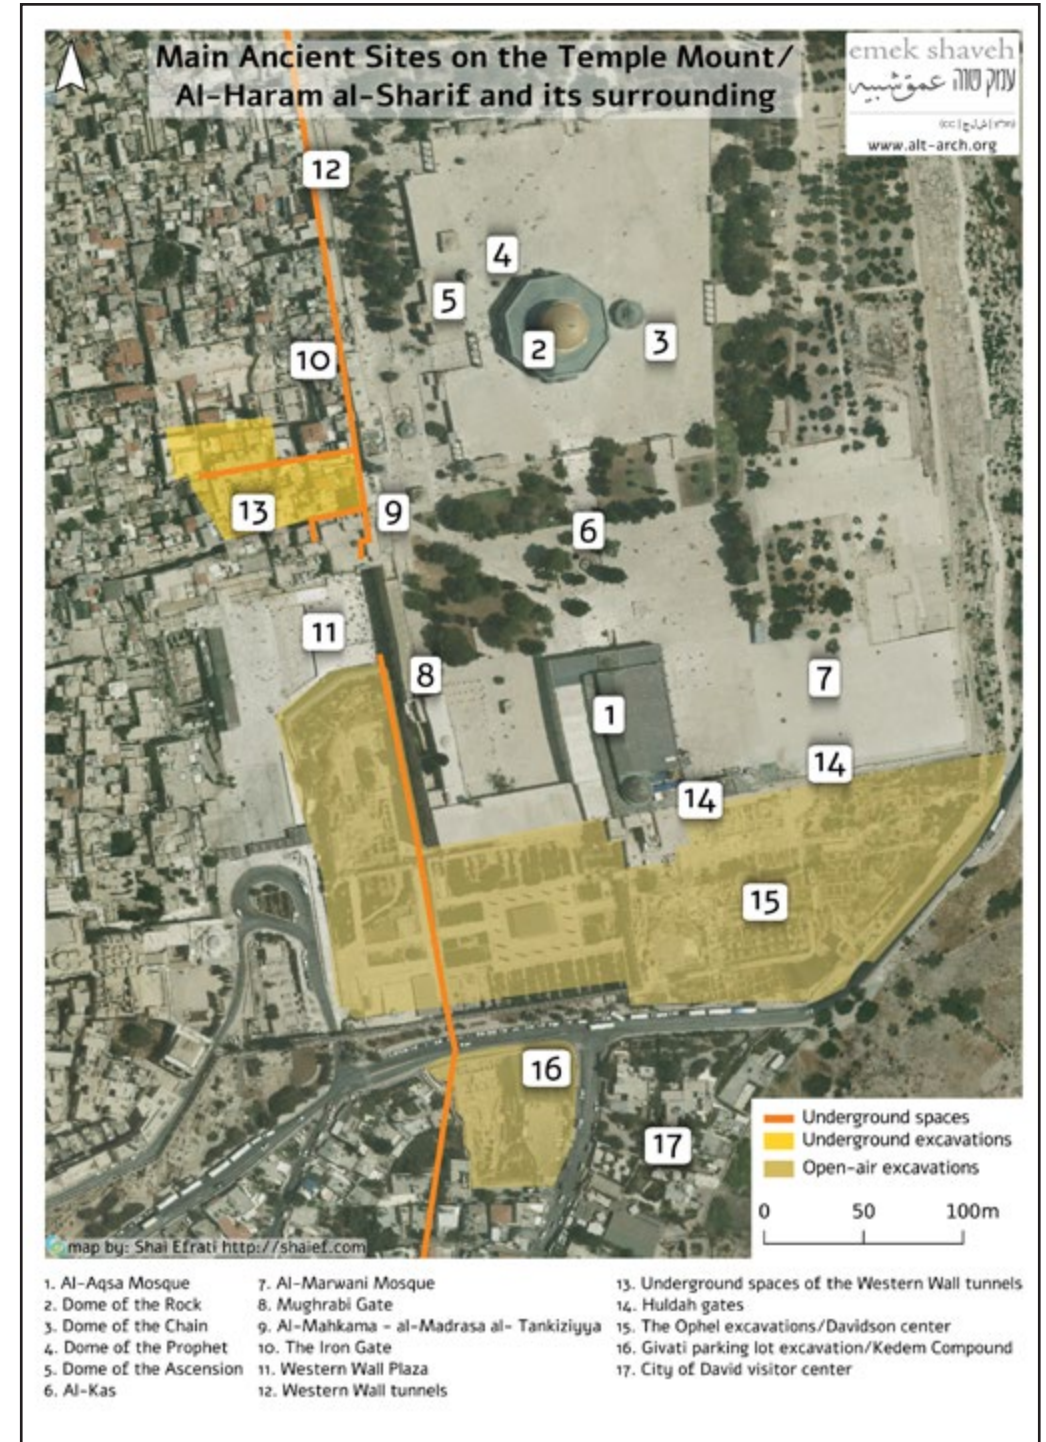 Main Ancient Sites on the Temple Mount/
Al-Haram al-Sharif and its surrounding
emek shaveh
עמק שווה عمق شبيه
www.alt-arch.org
12
4
5
3
2
10
13
9
6
11
8
7
1
14
14
15
16
17
Underground spaces
Underground excavations
Open-air excavations
0 50 100m
map by: Shai Efrati http://shaief.com
1. Al-Aqsa Mosque
2. Dome of the Rock
3. Dome of the Chain
4. Dome of the Prophet
5. Dome of the Ascension
6. Al-Kas
7. Al-Marwani Mosque
8. Mughrabi Gate
9. Al-Mahkama - al-Madrasa al- Tankiziyya
10. The Iron Gate
11. Western Wall Plaza
12. Western Wall tunnels
13. Underground spaces of the Western Wall tunnels
14. Huldah gates
15. The Ophel excavations/Davidson center
16. Givati parking lot excavation/Kedem Compound
17. City of David visitor center